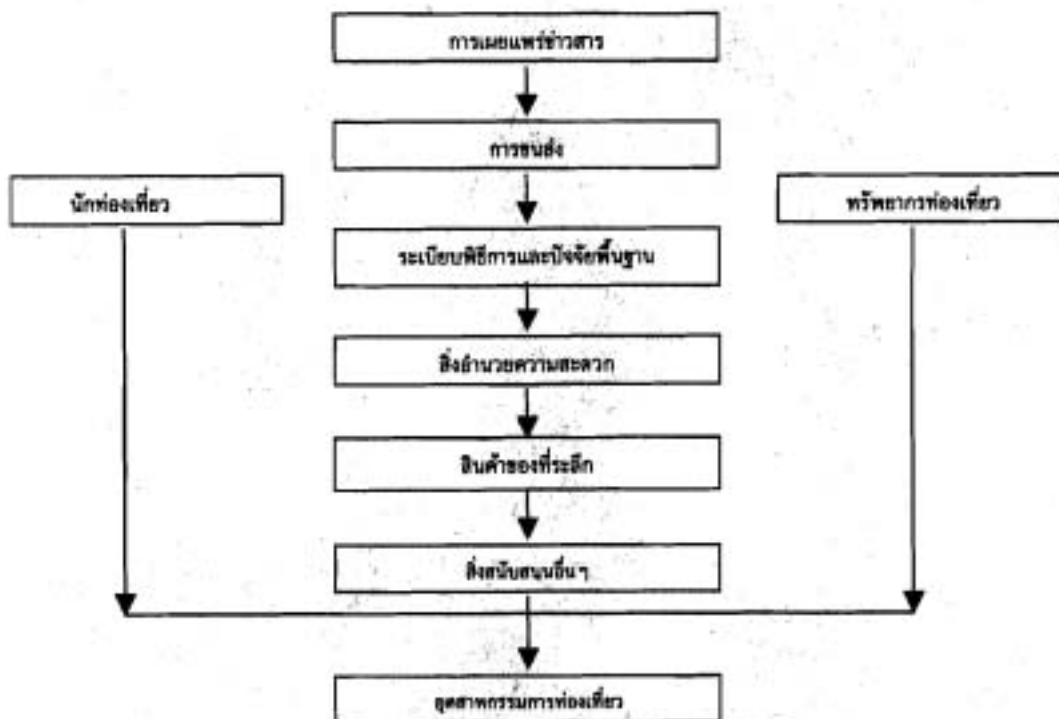 การเผยแพร่ข่าวสาร
การขนส่ง
นักท่องเที่ยว
ทรัพยากรท่องเที่ยว
ระเบียบพิธีการและปัจจัยพื้นฐาน
สิ่งอำนวยความสะดวก
สินค้าของที่ระลึก
สิ่งสนับสนุนอื่นๆ
อุตสาหกรรมการท่องเที่ยว